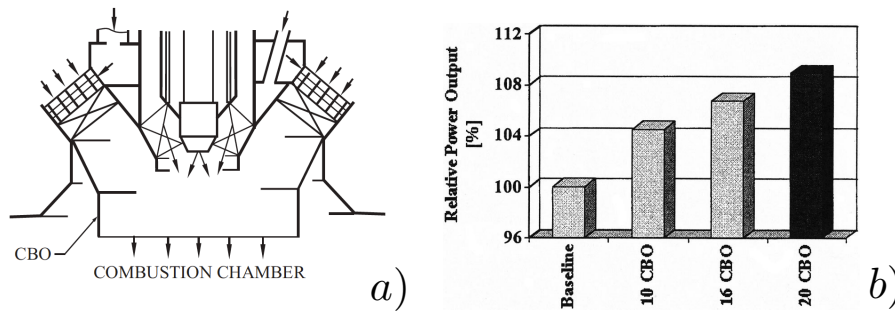 CBO
COMBUSTION CHAMBER
a)
Relative Power Output
[%]
112
108
104
100
96
Baseline
10 CBO
16 CBO
20 CBO
b)